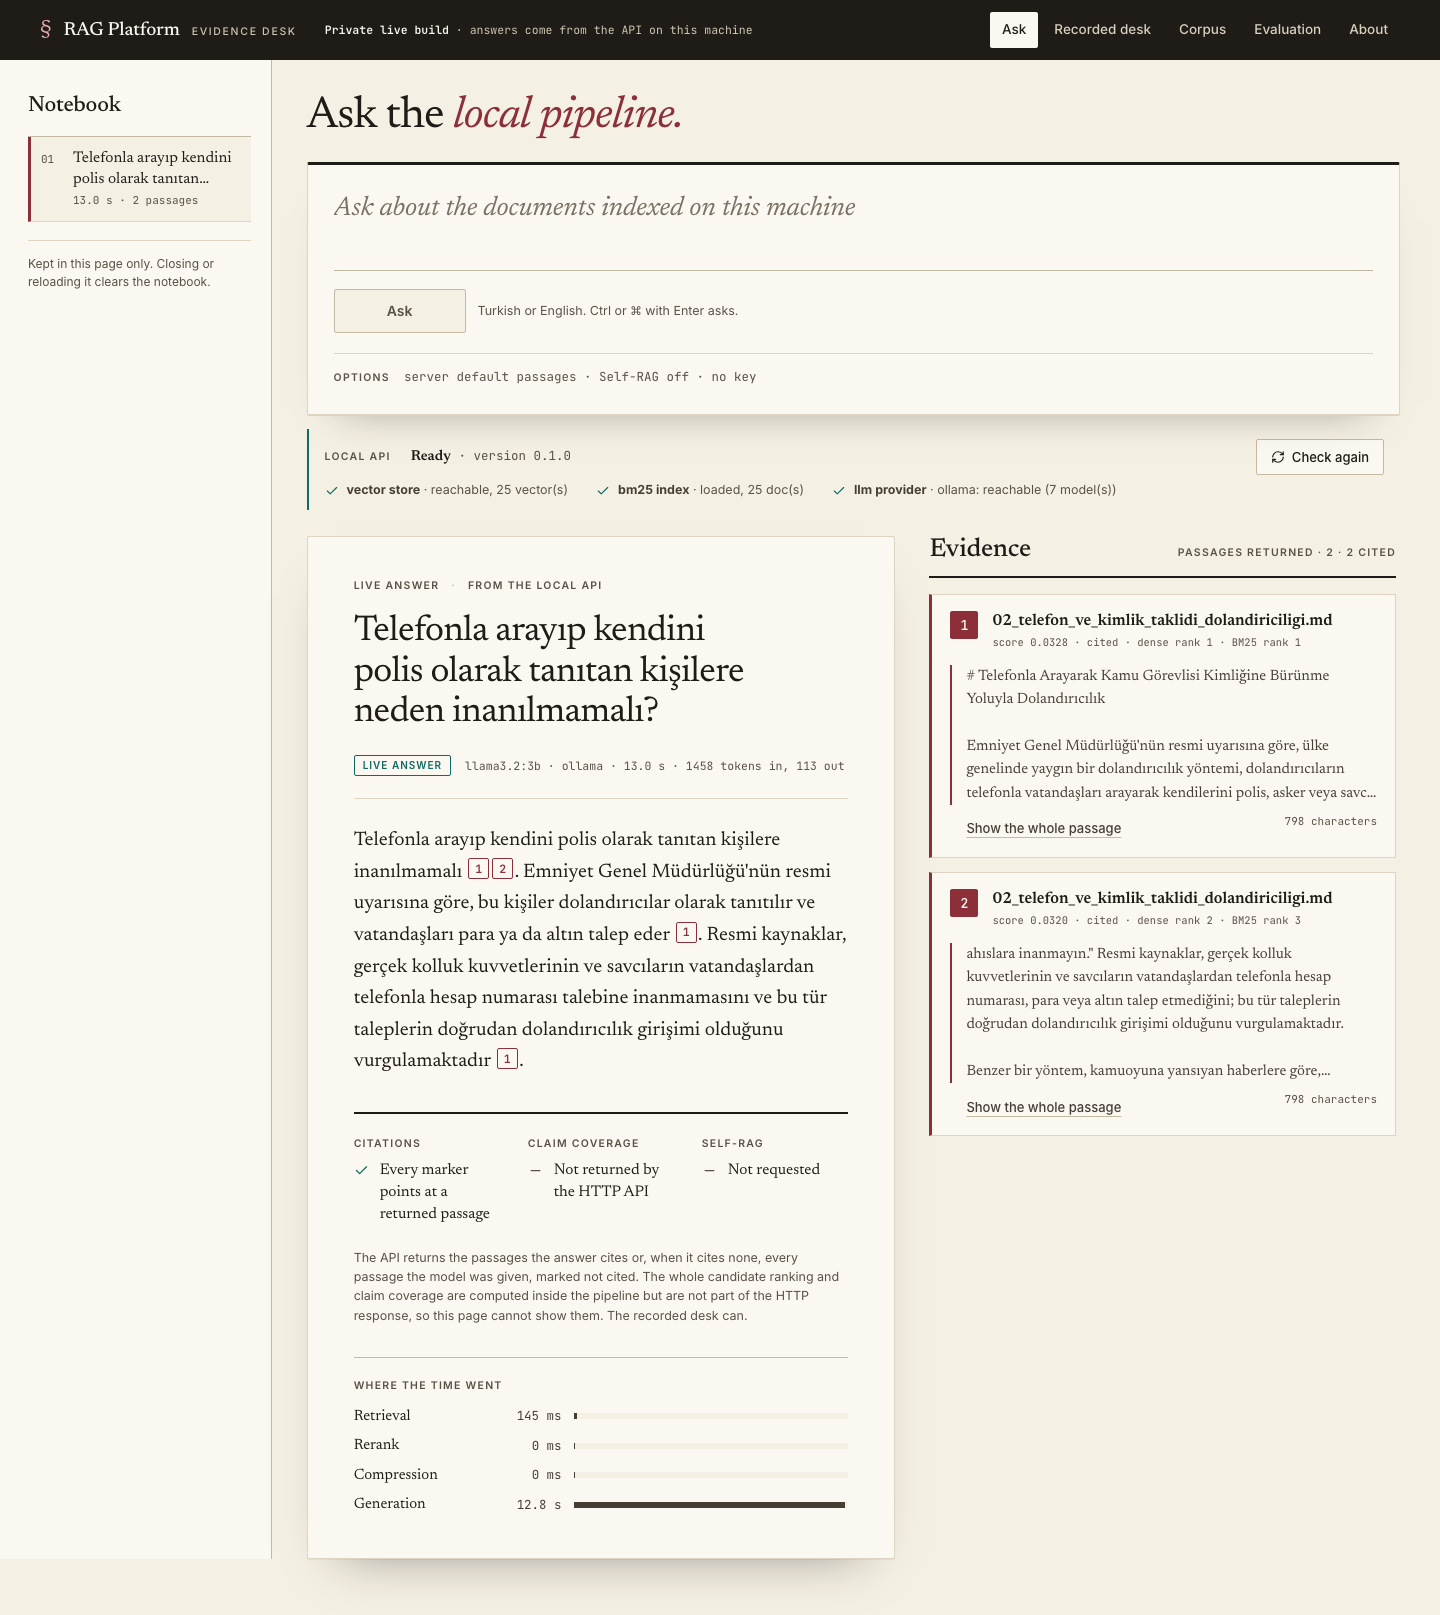 § RAG Platform EVIDENCE DESK Private live build · answers come from the API on this machine Ask Recorded desk Corpus Evaluation About
Notebook
01 Telefonla arayıp kendini
polis olarak tanıtan...
13.0 s · 2 passages
Kept in this page only. Closing or
reloading it clears the notebook.
Ask the local pipeline.
Ask about the documents indexed on this machine
Ask Turkish or English. Ctrl or ⌘ with Enter asks.
OPTIONS server default passages · Self-RAG off · no key
LOCAL API Ready · version 0.1.0
Check again
vector store · reachable, 25 vector(s) bm25 index · loaded, 25 doc(s) llm provider · ollama: reachable (7 model(s))
LIVE ANSWER · FROM THE LOCAL API
Telefonla arayıp kendini
polis olarak tanıtan kişilere
neden inanılmamalı?
LIVE ANSWER llama3.2:3b · ollama · 13.0 s · 1458 tokens in, 113 out
Telefonla arayıp kendini polis olarak tanıtan kişilere
inanılmamalı 1 2. Emniyet Genel Müdürlüğü'nün resmi
uyarısına göre, bu kişiler dolandırıcılar olarak tanıtılır ve
vatandaşları para ya da altın talep eder 1. Resmi kaynaklar,
gerçek kolluk kuvvetlerinin ve savcıların vatandaşlardan
telefonla hesap numarası talebine inanmamasını ve bu tür
taleplerin doğrudan dolandırıcılık girişimi olduğunu
vurgulamaktadır 1.
CITATIONS CLAIM COVERAGE SELF-RAG
Every marker — Not returned by — Not requested
points at a the HTTP API
returned passage
The API returns the passages the answer cites or, when it cites none, every
passage the model was given, marked not cited. The whole candidate ranking and
claim coverage are computed inside the pipeline but are not part of the HTTP
response, so this page cannot show them. The recorded desk can.
WHERE THE TIME WENT
Retrieval 145 ms
Rerank 0 ms
Compression 0 ms
Generation 12.8 s
Evidence PASSAGES RETURNED · 2 · 2 CITED
1 02_telefon_ve_kimlik_taklidi_dolandiriciligi.md
score 0.0328 · cited · dense rank 1 · BM25 rank 1
# Telefonla Arayarak Kamu Görevlisi Kimliğine Bürünme
Yoluyla Dolandırıcılık
Emniyet Genel Müdürlüğü'nün resmi uyarısına göre, ülke
genelinde yaygın bir dolandırıcılık yöntemi, dolandırıcıların
telefonla vatandaşları arayarak kendilerini polis, asker veya savc...
Show the whole passage 798 characters
2 02_telefon_ve_kimlik_taklidi_dolandiriciligi.md
score 0.0320 · cited · dense rank 2 · BM25 rank 3
ahıslara inanmayın." Resmi kaynaklar, gerçek kolluk
kuvvetlerinin ve savcıların vatandaşlardan telefonla hesap
numarası, para veya altın talep etmediğini; bu tür taleplerin
doğrudan dolandırıcılık girişimi olduğunu vurgulamaktadır.
Benzer bir yöntem, kamuoyuna yansıyan haberlere göre,...
Show the whole passage 798 characters